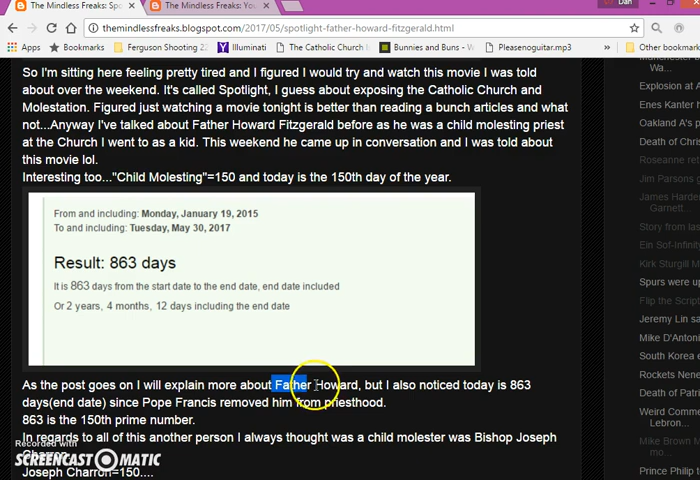 The Mindless Freaks: Spo
The Mindless Freaks: You
Dan
themindlessfreaks.blogspot.com/2017/05/spotlight-father-howard-fitzgerald.html
Apps
Bookmarks
Ferguson Shooting 22
Illuminati
The Catholic Church
Bunnies and Buns - W
Pleasenoguitar.mp3
Other bookmark
So I'm sitting here feeling pretty tired and I figured I would try and watch this movie I was told
about over the weekend. It's called Spotlight, I guess about exposing the Catholic Church and
Molestation. Figured just watching a movie tonight is better than reading a bunch articles and what
not...Anyway I've talked about Father Howard Fitzgerald before as he was a child molesting priest
at the Church I went to as a kid. This weekend he came up in conversation and I was told about
this movie lol.
Interesting too..."Child Molesting"=150 and today is the 150th day of the year.
From and including: Monday, January 19, 2015
To and including: Tuesday, May 30, 2017
Result: 863 days
It is 863 days from the start date to the end date, end date included
Or 2 years, 4 months, 12 days including the end date
As the post goes on I will explain more about Father Howard, but I also noticed today is 863
days(end date) since Pope Francis removed him from priesthood.
863 is the 150th prime number.
In regards to all of this another person I always thought was a child molester was Bishop Joseph
Charron.
Joseph Charron=150....
Recorded with
SCREENCAST MATIC
Wa...
Explosion at A
Enes Kanter h
Oakland A's p
Death of Chris
Roseanne ret
Jim Parsons g
James Harden
Garnett...
Story from las
Ein Sof-Infinity
Kirk Sturgill M
Spurs were up
Flip the Script
Jeremy Lin sa
Mike D'Antoni
South Korea e
Rockets Nene
Death of Patri
Weird Comme
Lebron...
Mike Brown M
mo...
Prince Philip t